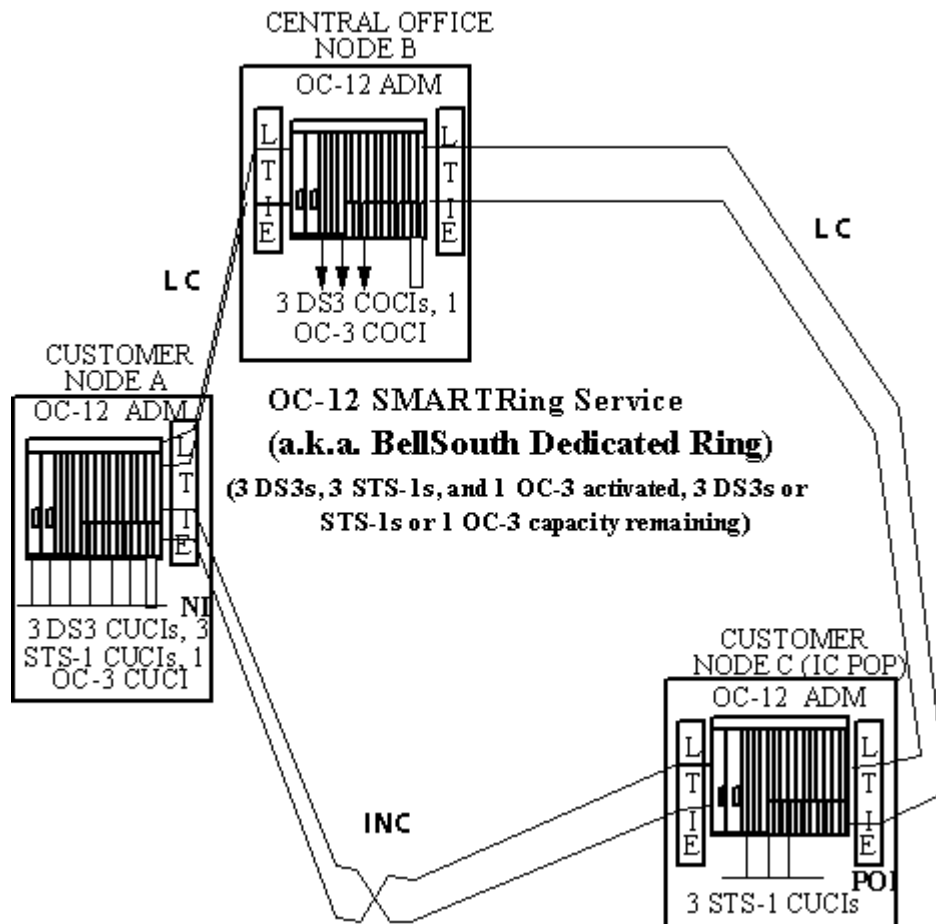 CENTRAL OFFICE
NODE B
OC-12 ADM
L
T
I
E
L
T
I
E
3 DS3 COCIs, 1
OC-3 COCI
L C
L C
CUSTOMER
NODE A
OC-12 ADM
L
T
I
E
NI
3 DS3 CUCIs, 3
STS-1 CUCIs, 1
OC-3 CUCI
OC-12 SMARTRing Service
(a.k.a. BellSouth Dedicated Ring)
(3 DS3s, 3 STS-1s, and 1 OC-3 activated, 3 DS3s or
STS-1s or 1 OC-3 capacity remaining)
INC
CUSTOMER
NODE C (IC POP)
OC-12 ADM
L
T
I
E
L
T
I
E
POI
3 STS-1 CUCIs